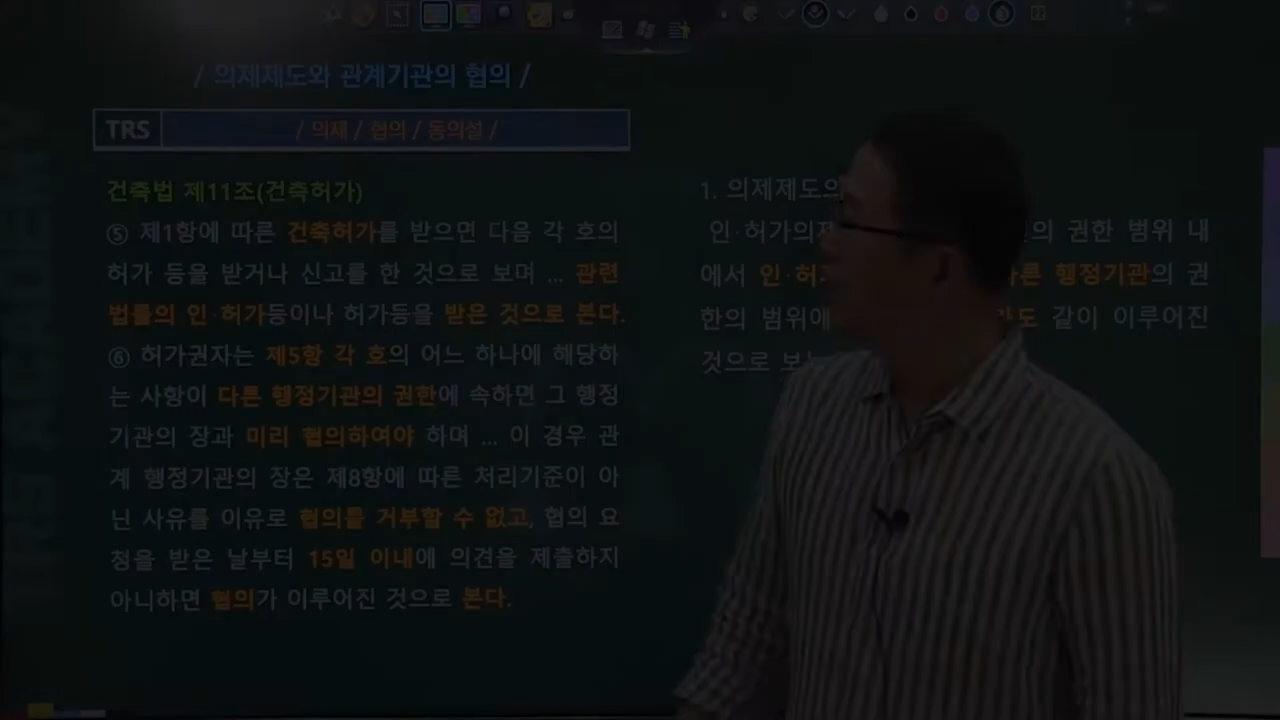 / 의제제도와 관계기관의 협의 /
TRS
/ 의제 / 협의 / 동의설 /
건축법 제11조(건축허가)
⑤ 제1항에 따른 건축허가를 받으면 다음 각 호의
허가 등을 받거나 신고를 한 것으로 보며 ... 관련
법률의 인·허가등이나 허가등을 받은 것으로 본다.
⑥ 허가권자는 제5항 각 호의 어느 하나에 해당하
는 사항이 다른 행정기관의 권한에 속하면 그 행정
기관의 장과 미리 협의하여야 하며 ... 이 경우 관
계 행정기관의 장은 제8항에 따른 처리기준이 아
닌 사유를 이유로 협의를 거부할 수 없고, 협의 요
청을 받은 날부터 15일 이내에 의견을 제출하지
아니하면 협의가 이루어진 것으로 본다.
1. 의제제도의
인·허가의제 의 권한 범위 내
에서 인·허 른 행정기관의 권
한의 범위에 라도 같이 이루어진
것으로 보